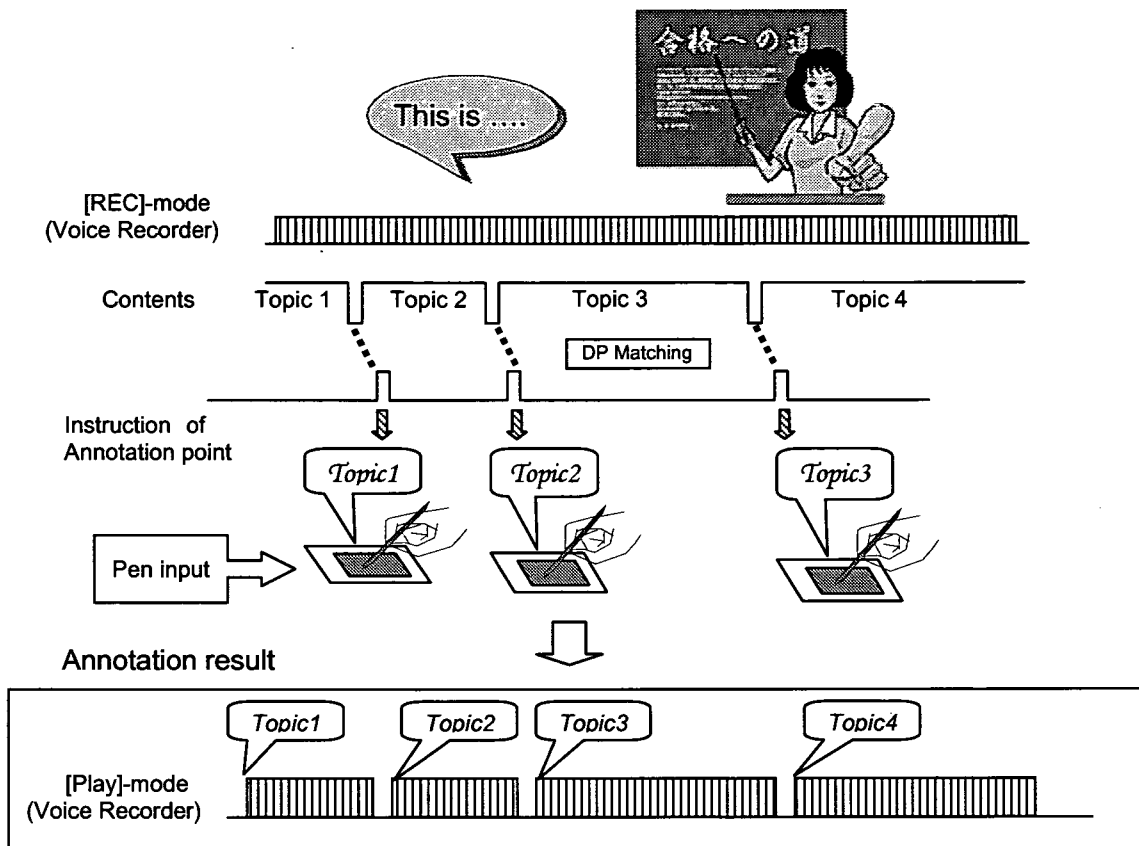 合格への道
This is ....
[REC]-mode
(Voice Recorder)
Contents
Topic 1
Topic 2
Topic 3
Topic 4
DP Matching
Instruction of
Annotation point
Topic1
Topic2
Topic3
Pen input
Annotation result
Topic1
Topic2
Topic3
Topic4
[Play]-mode
(Voice Recorder)